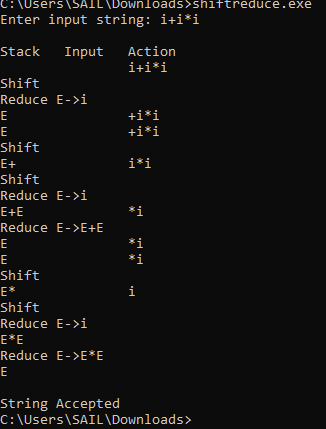 C:\Users\SAIL\Downloads>shiftreduce.exe
Enter input string: i+i*i
Stack Input Action
i+i*i
Shift
Reduce E->i
E +i*i
E +i*i
Shift
E+ i*i
Shift
Reduce E->i
E+E *i
Reduce E->E+E
E *i
E *i
Shift
E* i
Shift
Reduce E->i
E*E
Reduce E->E*E
E
String Accepted
C:\Users\SAIL\Downloads>